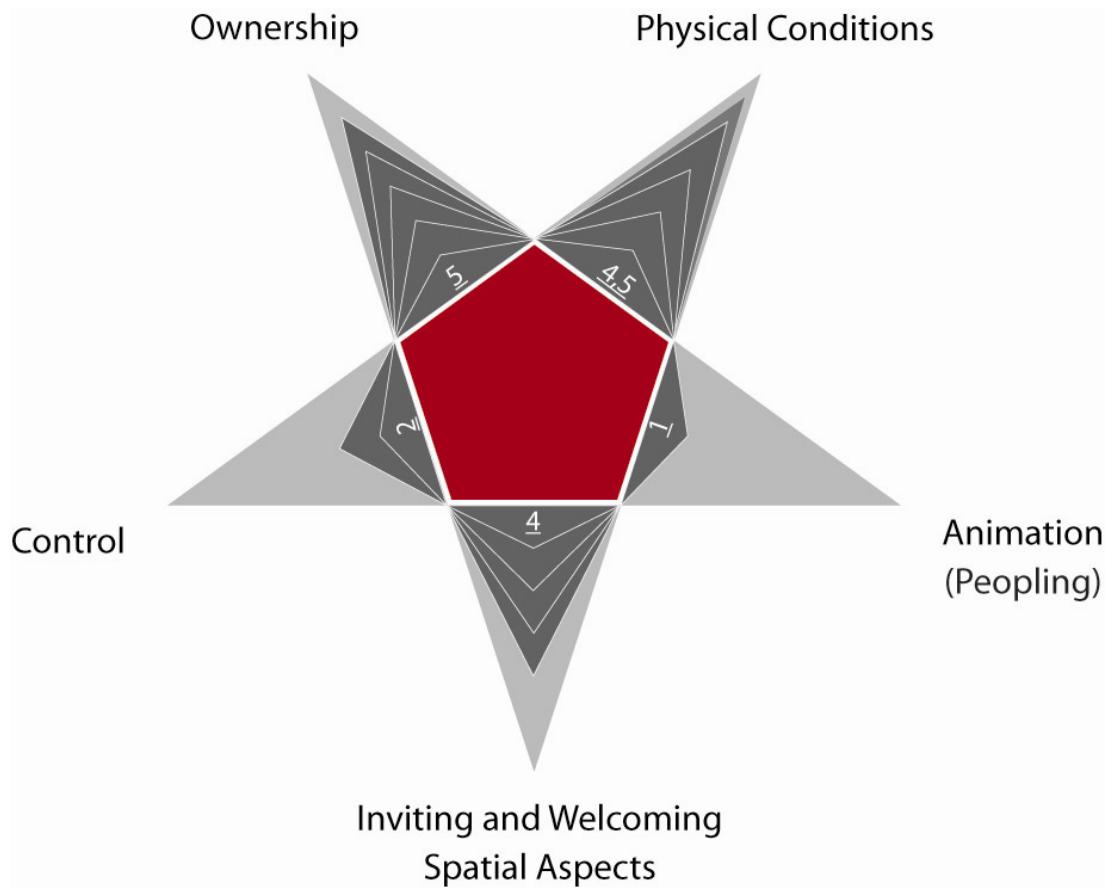 Ownership
Physical Conditions
5
4,5
2
1
4
Control
Animation
(Peopling)
Inviting and Welcoming
Spatial Aspects